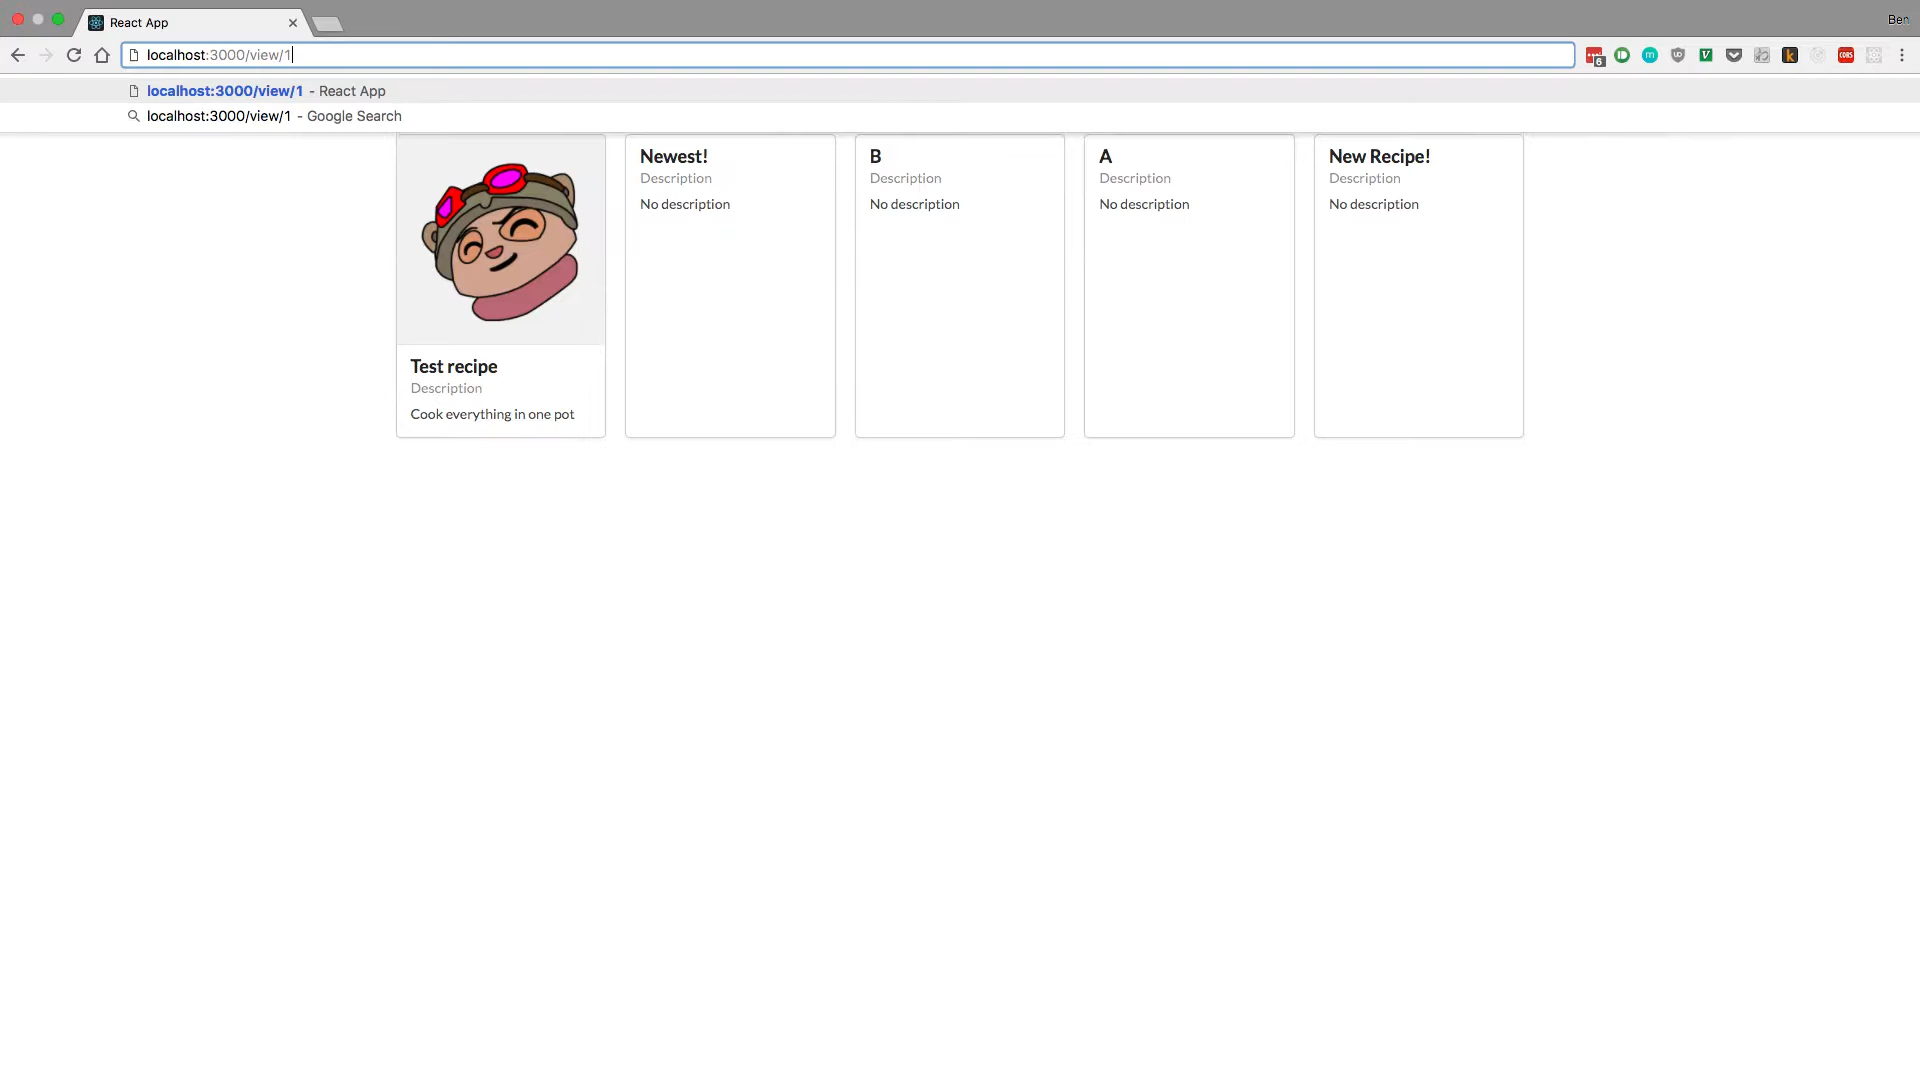 React App
Ben
localhost:3000/view/1
6
m
V
k
CORS
localhost:3000/view/1 - React App
localhost:3000/view/1 - Google Search
Newest!
Description
No description
B
Description
No description
A
Description
No description
New Recipe!
Description
No description
Test recipe
Description
Cook everything in one pot